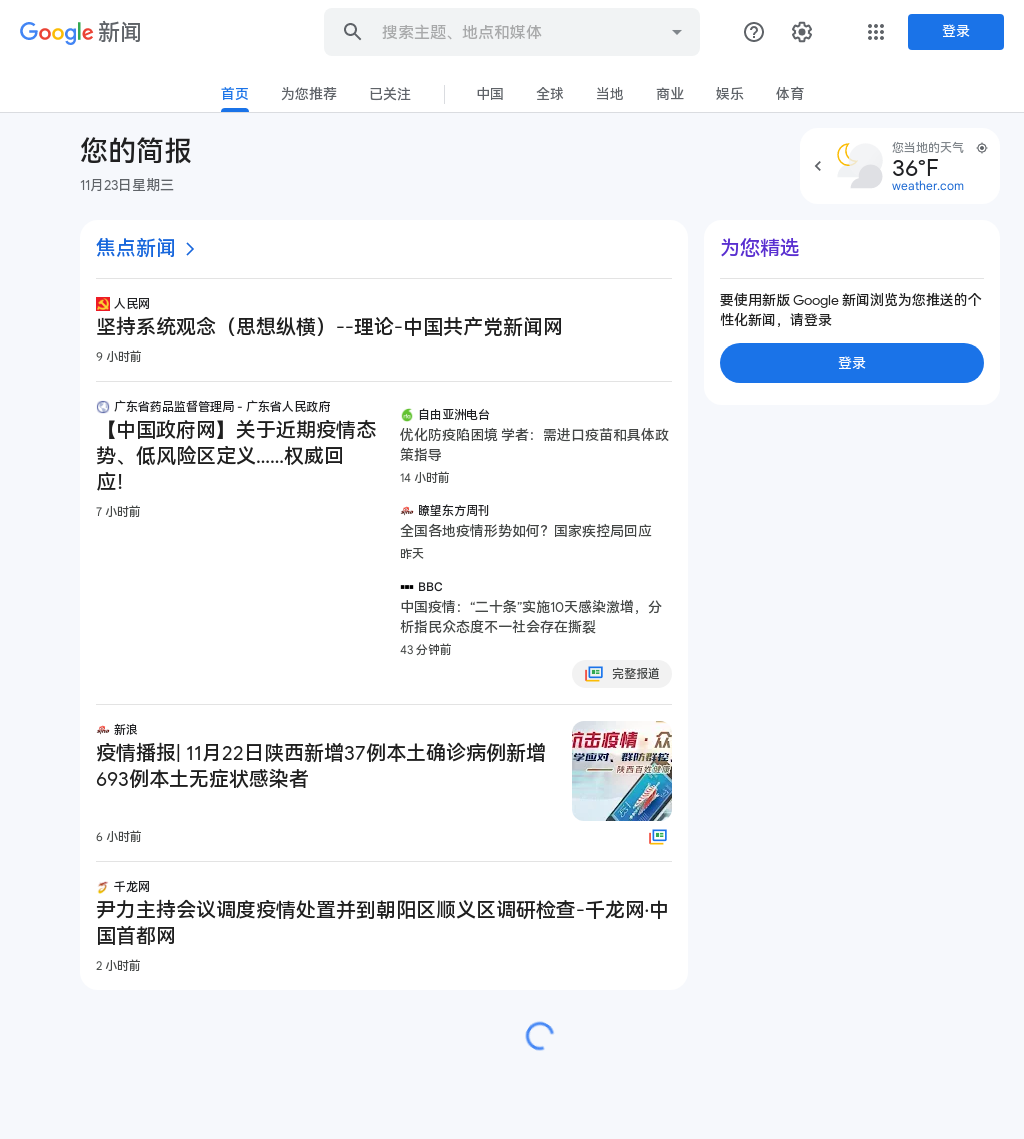 Google 新闻
搜索主题、地点和媒体
登录
首页
为您推荐
已关注
中国
全球
当地
商业
娱乐
体育
您的简报
11月23日星期三
您当地的天气
36°F
weather.com
焦点新闻
人民网
坚持系统观念（思想纵横）--理论-中国共产党新闻网
9 小时前
广东省药品监督管理局 - 广东省人民政府
【中国政府网】关于近期疫情态
势、低风险区定义……权威回
应！
7 小时前
自由亚洲电台
优化防疫陷困境 学者：需进口疫苗和具体政
策指导
14 小时前
瞭望东方周刊
全国各地疫情形势如何？国家疾控局回应
昨天
BBC
中国疫情：“二十条”实施10天感染激增，分
析指民众态度不一社会存在撕裂
43 分钟前
完整报道
新浪
疫情播报| 11月22日陕西新增37例本土确诊病例新增
693例本土无症状感染者
抗击疫情·众
学应对、群防群控
陕西百姓健康
6 小时前
千龙网
尹力主持会议调度疫情处置并到朝阳区顺义区调研检查-千龙网·中
国首都网
2 小时前
为您精选
要使用新版 Google 新闻浏览为您推送的个
性化新闻，请登录
登录